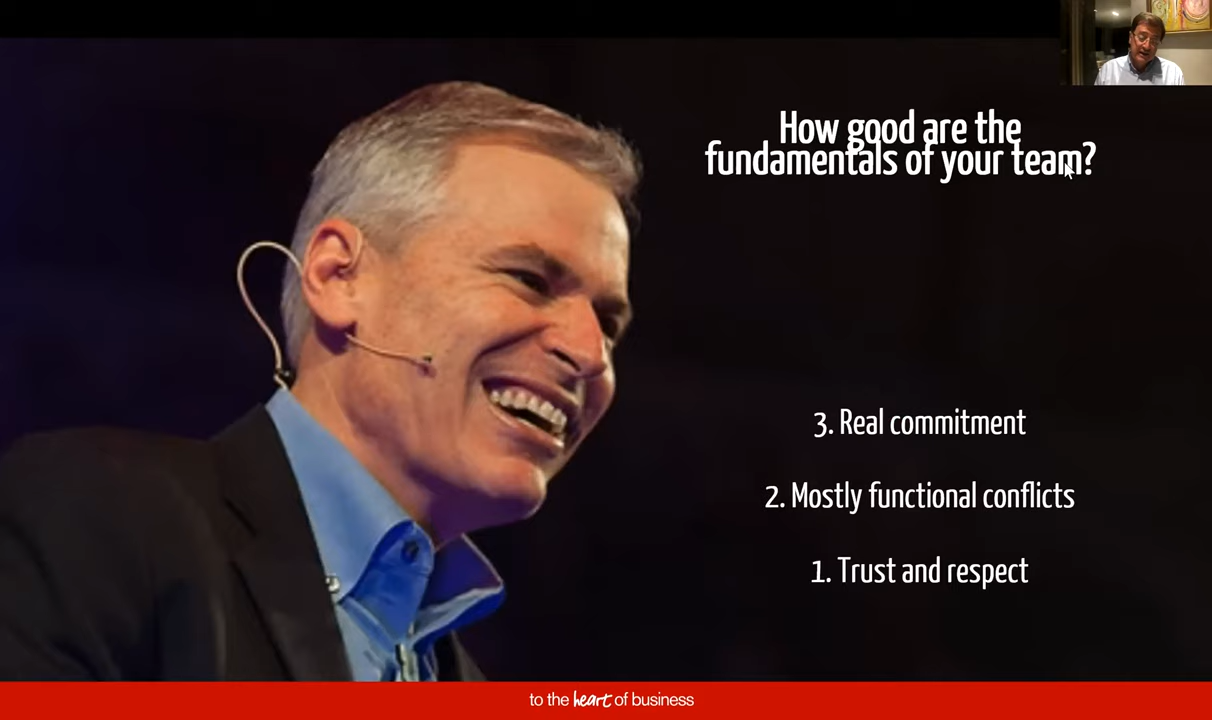 How good are the
fundamentals of your team?
3. Real commitment
2. Mostly functional conflicts
1. Trust and respect
to the heart of business